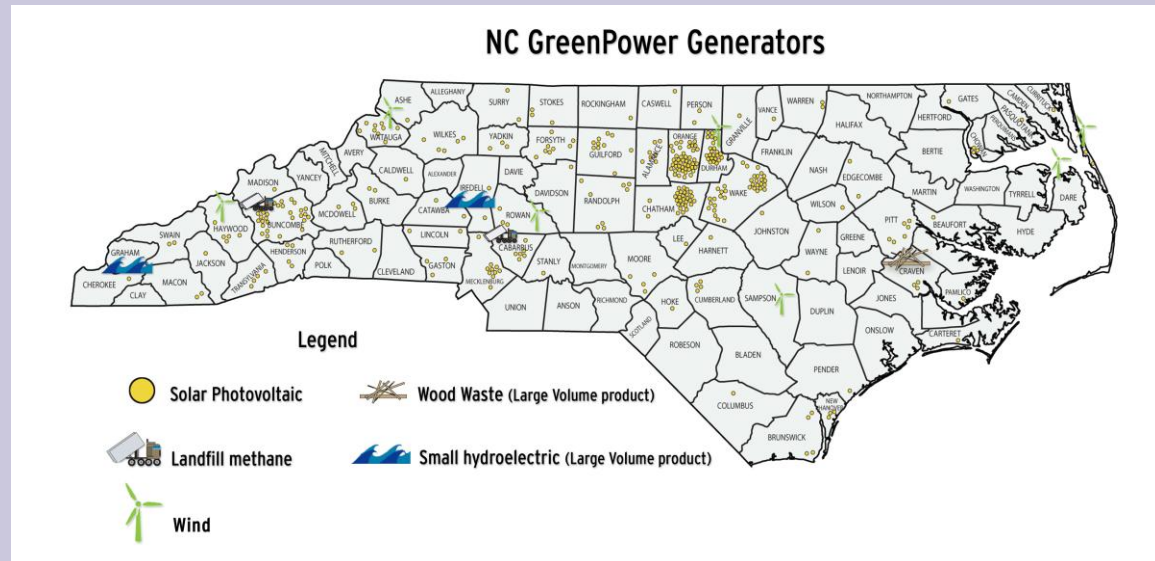 NC GreenPower Generators
ALLEGHANY
ASHE
SURRY
STOKES
ROCKINGHAM
CASWELL
PERSON
VANCE
WARREN
NORTHAMPTON
GATES
CAMDEN
CURRITUCK
PASQUOTANK
PERQUIMANS
CHOWAN
HERTFORD
HALIFAX
GRANVILLE
WATAUGA
WILKES
YADKIN
FORSYTH
GUILFORD
ALAMANCE
ORANGE
DURHAM
FRANKLIN
BERTIE
MITCHELL
AVERY
CALDWELL
ALEXANDER
DAVIE
IREDELL
DAVIDSON
NASH
EDGECOMBE
MARTIN
WASHINGTON
TYRRELL
DARE
MADISON
YANCEY
BURKE
CATAWBA
ROWAN
RANDOLPH
CHATHAM
WAKE
WILSON
PITT
BEAUFORT
HYDE
MCDOWELL
BUNCOMBE
HAYWOOD
SWAIN
GRAHAM
JACKSON
HENDERSON
RUTHERFORD
LINCOLN
CABARRUS
LEE
HARNETT
JOHNSTON
WAYNE
GREENE
CRAVEN
CHEROKEE
CLAY
MACON
TRANSYLVANIA
POLK
CLEVELAND
GASTON
MECKLENBURG
STANLY
MONTGOMERY
MOORE
LENOIR
PAMLICO
UNION
ANSON
RICHMOND
SCOTLAND
HOKE
CUMBERLAND
SAMPSON
DUPLIN
JONES
CARTERET
ONSLOW
ROBESON
BLADEN
PENDER
COLUMBUS
NEW
HANOVER
BRUNSWICK
Legend
Solar Photovoltaic
Wood Waste (Large Volume product)
Landfill methane
Small hydroelectric (Large Volume product)
Wind